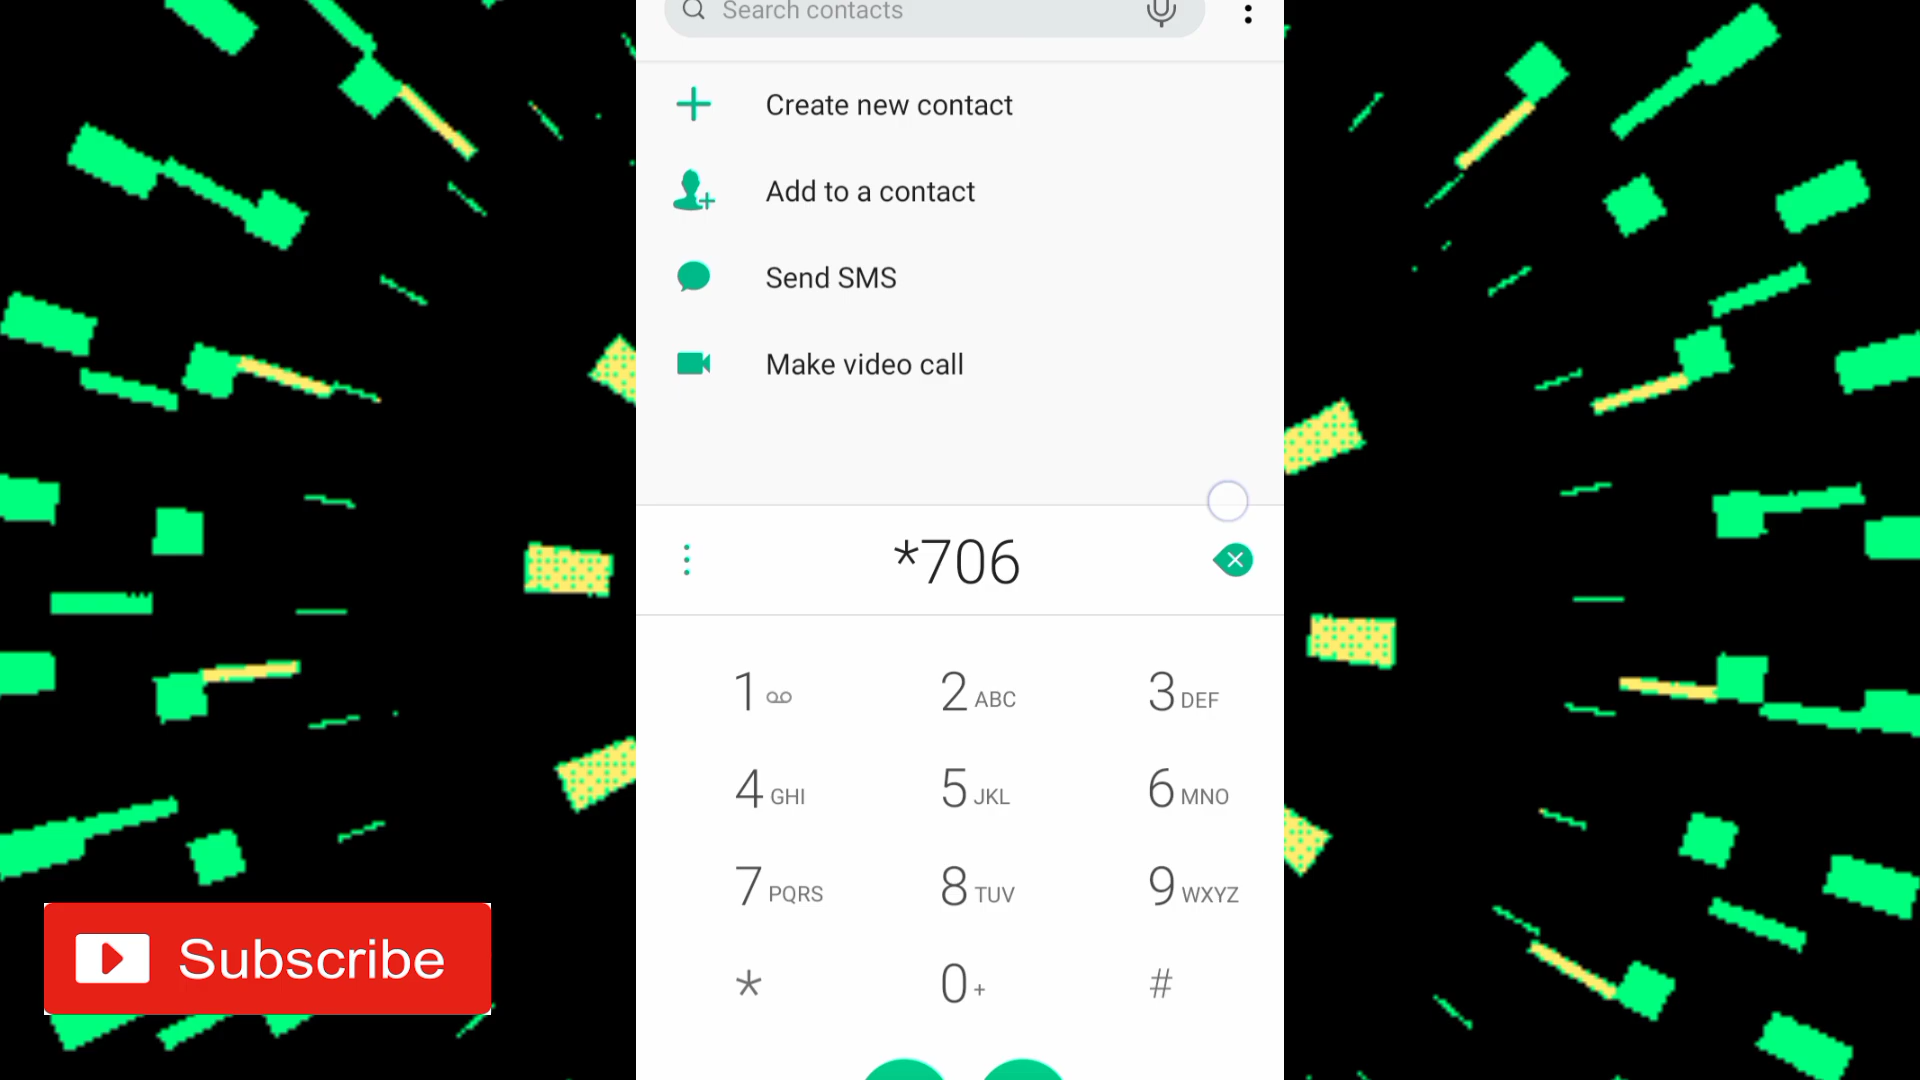 Search contacts
Create new contact
Add to a contact
Send SMS
Make video call
*706
1 2 ABC 3 DEF
4 GHI 5 JKL 6 MNO
7 PQRS 8 TUV 9 WXYZ
* 0 + #
Subscribe